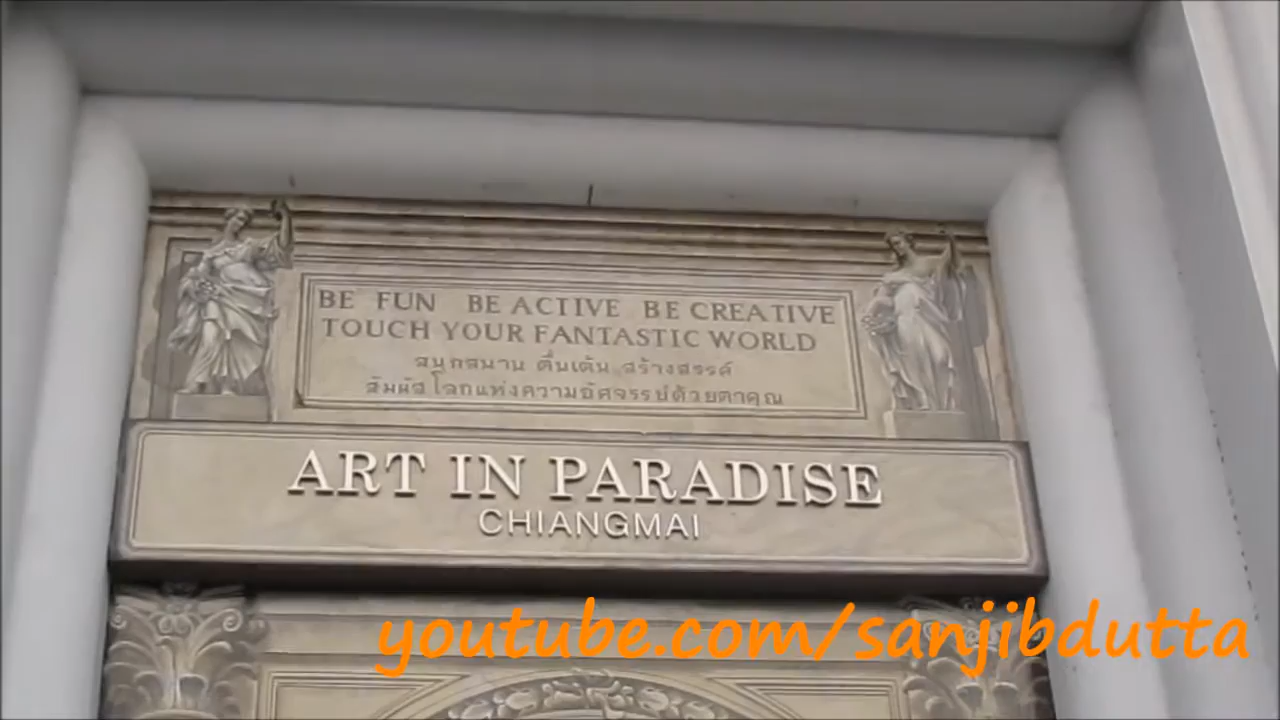 BE FUN BE ACTIVE BE CREATIVE
TOUCH YOUR FANTASTIC WORLD
สนุกสนาน ตื่นเต้น สร้างสรรค์
สัมผัสโลกแห่งความอัศจรรย์ด้วยตาคุณ
ART IN PARADISE
CHIANGMAI
youtube.com/sanjibdutta